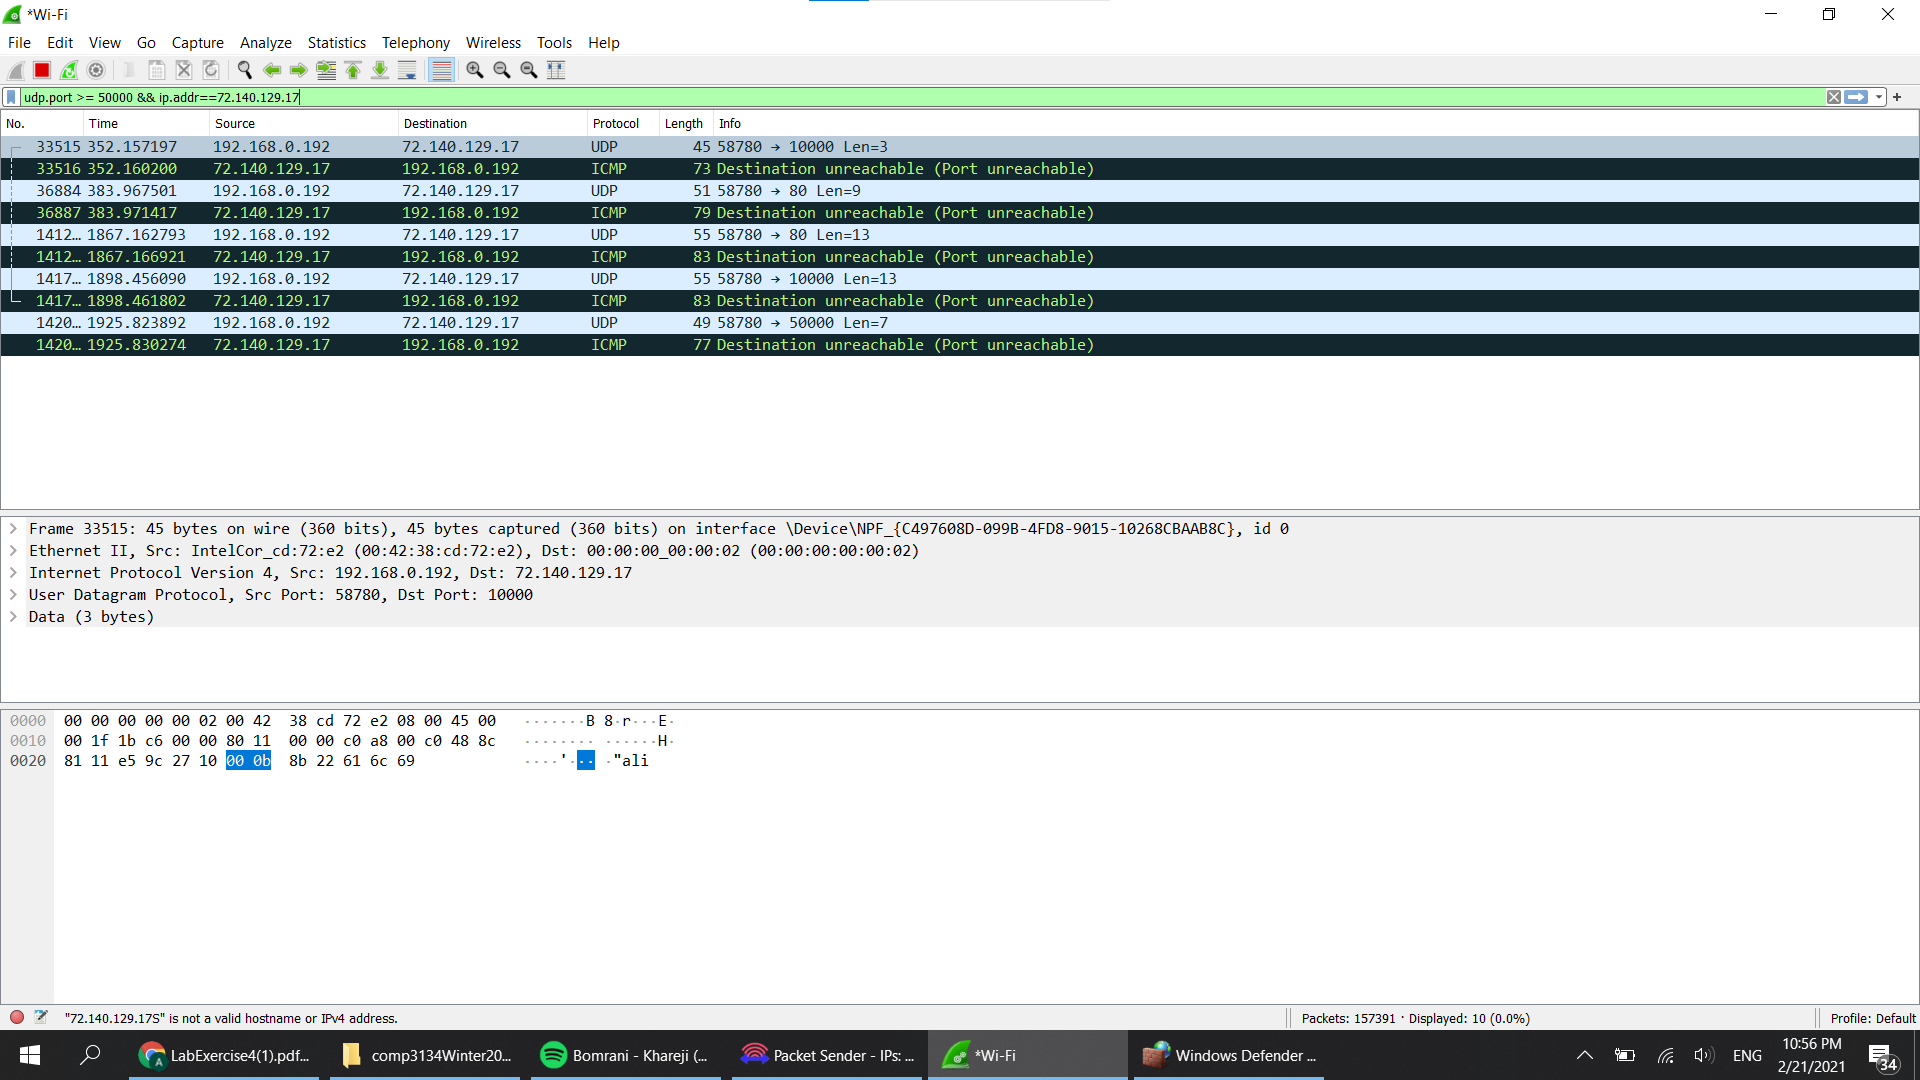 *Wi-Fi
File Edit View Go Capture Analyze Statistics Telephony Wireless Tools Help
udp.port >= 50000 && ip.addr==72.140.129.17
No. Time Source Destination Protocol Length Info
33515 352.157197 192.168.0.192 72.140.129.17 UDP 45 58780 → 10000 Len=3
33516 352.160200 72.140.129.17 192.168.0.192 ICMP 73 Destination unreachable (Port unreachable)
36884 383.967501 192.168.0.192 72.140.129.17 UDP 51 58780 → 80 Len=9
36887 383.971417 72.140.129.17 192.168.0.192 ICMP 79 Destination unreachable (Port unreachable)
1412… 1867.162793 192.168.0.192 72.140.129.17 UDP 55 58780 → 80 Len=13
1412… 1867.166921 72.140.129.17 192.168.0.192 ICMP 83 Destination unreachable (Port unreachable)
1417… 1898.456090 192.168.0.192 72.140.129.17 UDP 55 58780 → 10000 Len=13
1417… 1898.461802 72.140.129.17 192.168.0.192 ICMP 83 Destination unreachable (Port unreachable)
1420… 1925.823892 192.168.0.192 72.140.129.17 UDP 49 58780 → 50000 Len=7
1420… 1925.830274 72.140.129.17 192.168.0.192 ICMP 77 Destination unreachable (Port unreachable)
Frame 33515: 45 bytes on wire (360 bits), 45 bytes captured (360 bits) on interface \Device\NPF_{C497608D-099B-4FD8-9015-10268CBAAB8C}, id 0
Ethernet II, Src: IntelCor_cd:72:e2 (00:42:38:cd:72:e2), Dst: 00:00:00_00:00:02 (00:00:00:00:00:02)
Internet Protocol Version 4, Src: 192.168.0.192, Dst: 72.140.129.17
User Datagram Protocol, Src Port: 58780, Dst Port: 10000
Data (3 bytes)
0000 00 00 00 00 00 02 00 42 38 cd 72 e2 08 00 45 00 ·······B 8·r···E·
0010 00 1f 1b c6 00 00 80 11 00 00 c0 a8 00 c0 48 8c ········ ······H·
0020 81 11 e5 9c 27 10 00 0b 8b 22 61 6c 69 ····'··· ·"ali
"72.140.129.17S" is not a valid hostname or IPv4 address.
Packets: 157391 · Displayed: 10 (0.0%)
Profile: Default
LabExercise4(1).pdf...
comp3134Winter20...
Bomrani - Khareji (...
Packet Sender - IPs: ...
*Wi-Fi
Windows Defender ...
ENG
10:56 PM
2/21/2021
34